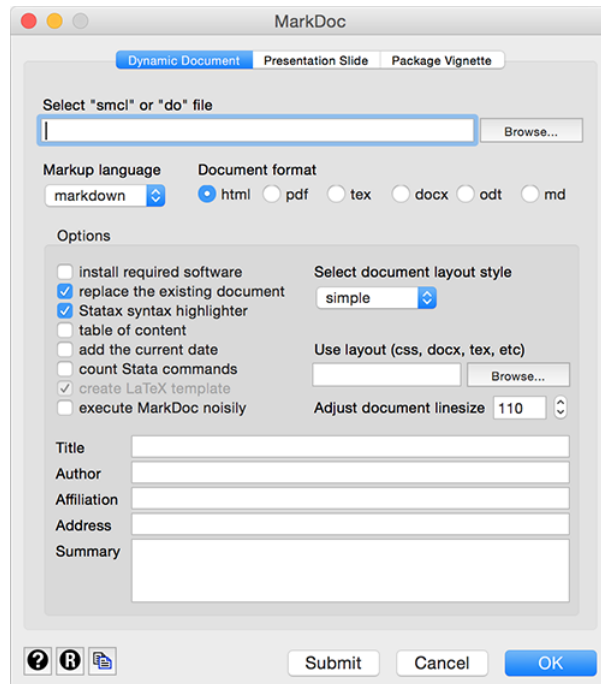 MarkDoc
Dynamic Document Presentation Slide Package Vignette
Select "smcl" or "do" file
Browse...
Markup language Document format
markdown html pdf tex docx odt md
Options
install required software Select document layout style
replace the existing document simple
Statax syntax highlighter
table of content
add the current date Use layout (css, docx, tex, etc)
count Stata commands Browse...
create LaTeX template
execute MarkDoc noisily Adjust document linesize 110
Title
Author
Affiliation
Address
Summary
? R Submit Cancel OK